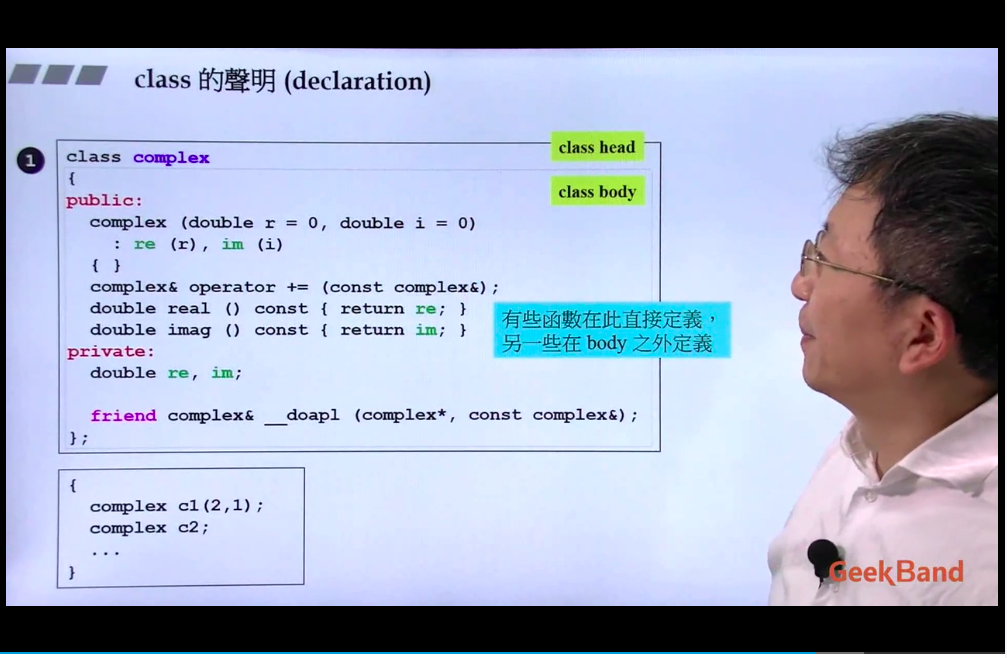 class 的聲明 (declaration)
1
class complex
class head
{
class body
public:
complex (double r = 0, double i = 0)
: re (r), im (i)
{ }
complex& operator += (const complex&);
double real () const { return re; }
double imag () const { return im; }
有些函數在此直接定義，
另一些在 body 之外定義
private:
double re, im;
friend complex& __doapl (complex*, const complex&);
};
{
complex c1(2,1);
complex c2;
...
}
GeekBand